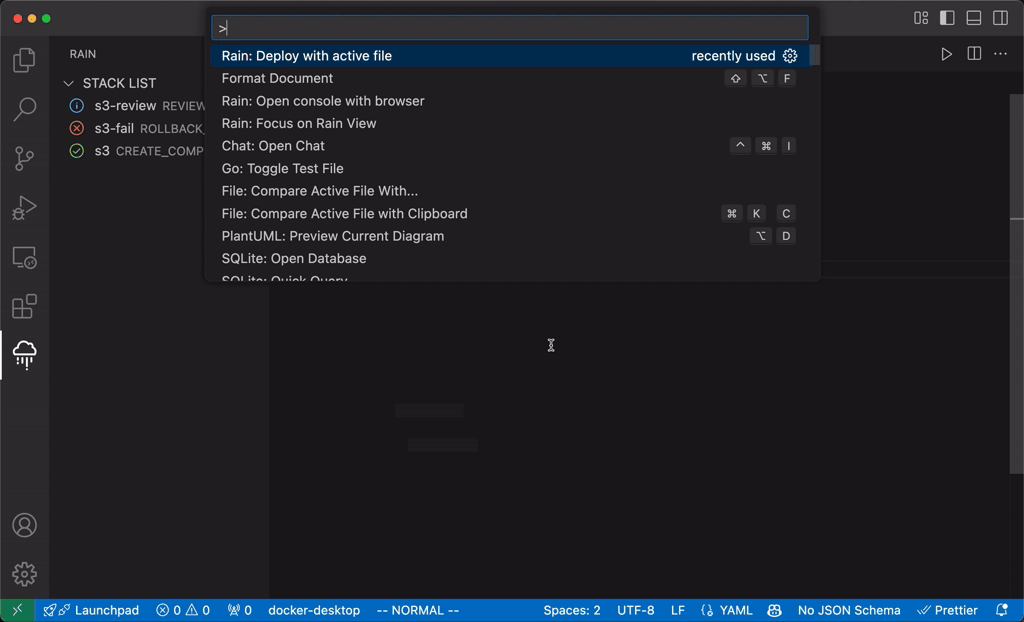 >
RAIN
STACK LIST
s3-review REVIEW
s3-fail ROLLBACK_
s3 CREATE_COMP
Rain: Deploy with active file recently used
Format Document ⇧ ⌥ F
Rain: Open console with browser
Rain: Focus on Rain View
Chat: Open Chat ^ ⌘ I
Go: Toggle Test File
File: Compare Active File With...
File: Compare Active File with Clipboard ⌘ K C
PlantUML: Preview Current Diagram ⌥ D
SQLite: Open Database
SQLite: Quick Query
Launchpad 0 0 0 docker-desktop -- NORMAL -- Spaces: 2 UTF-8 LF YAML No JSON Schema Prettier